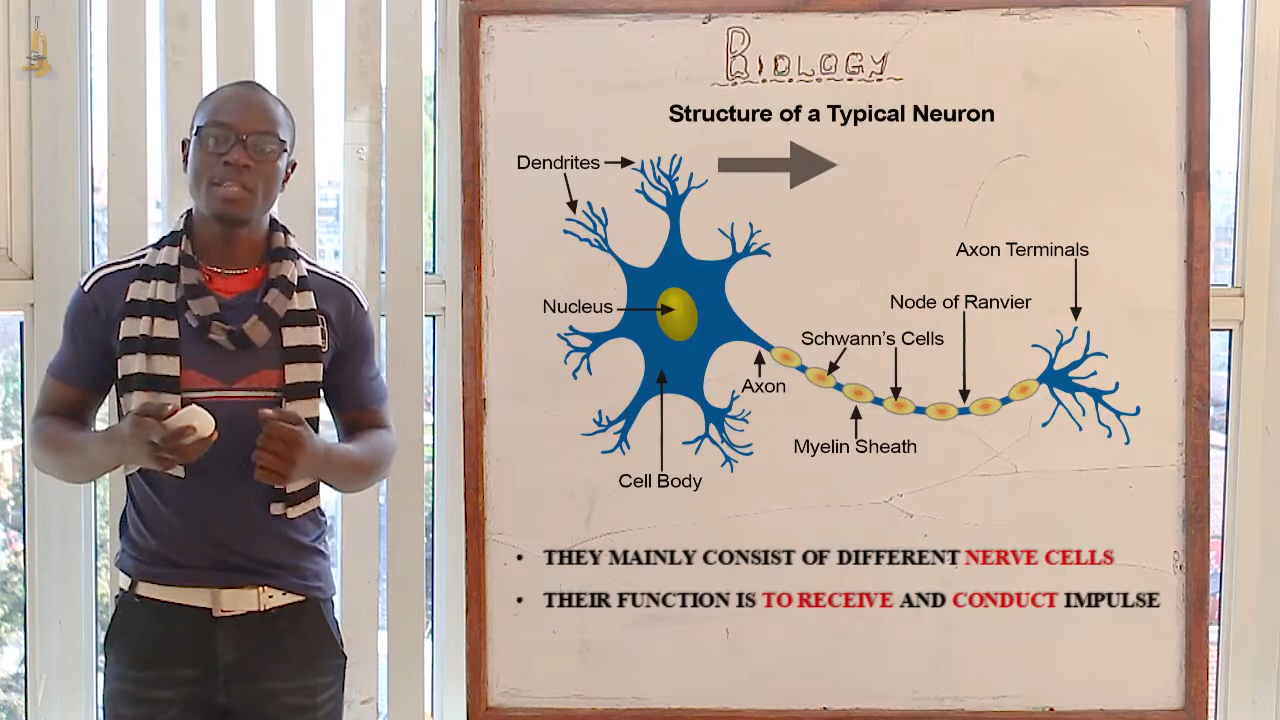 BIOLOGY
Structure of a Typical Neuron
Dendrites
Axon Terminals
Nucleus
Node of Ranvier
Schwann's Cells
Axon
Myelin Sheath
Cell Body
• THEY MAINLY CONSIST OF DIFFERENT NERVE CELLS
• THEIR FUNCTION IS TO RECEIVE AND CONDUCT IMPULSE